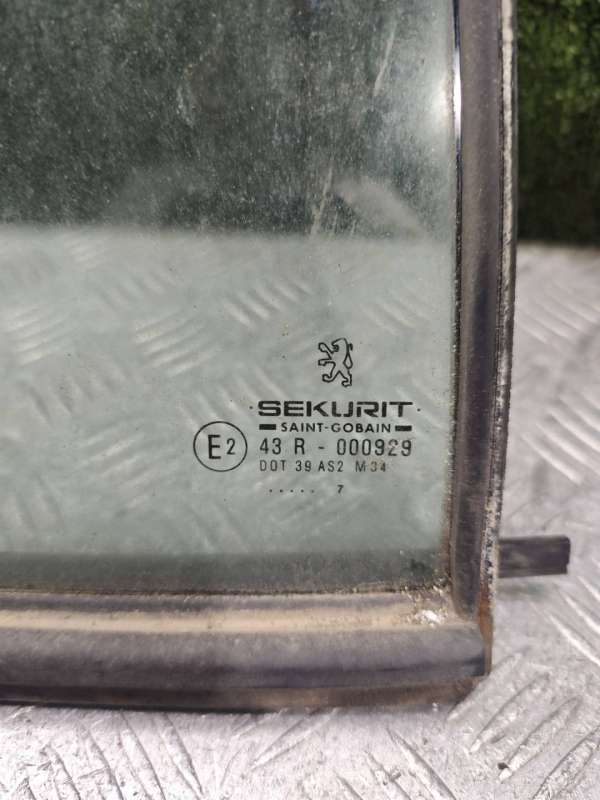 SEKURIT
SAINT-GOBAIN
E2 43 R - 000929
DOT 39 AS2 M34
..... 7